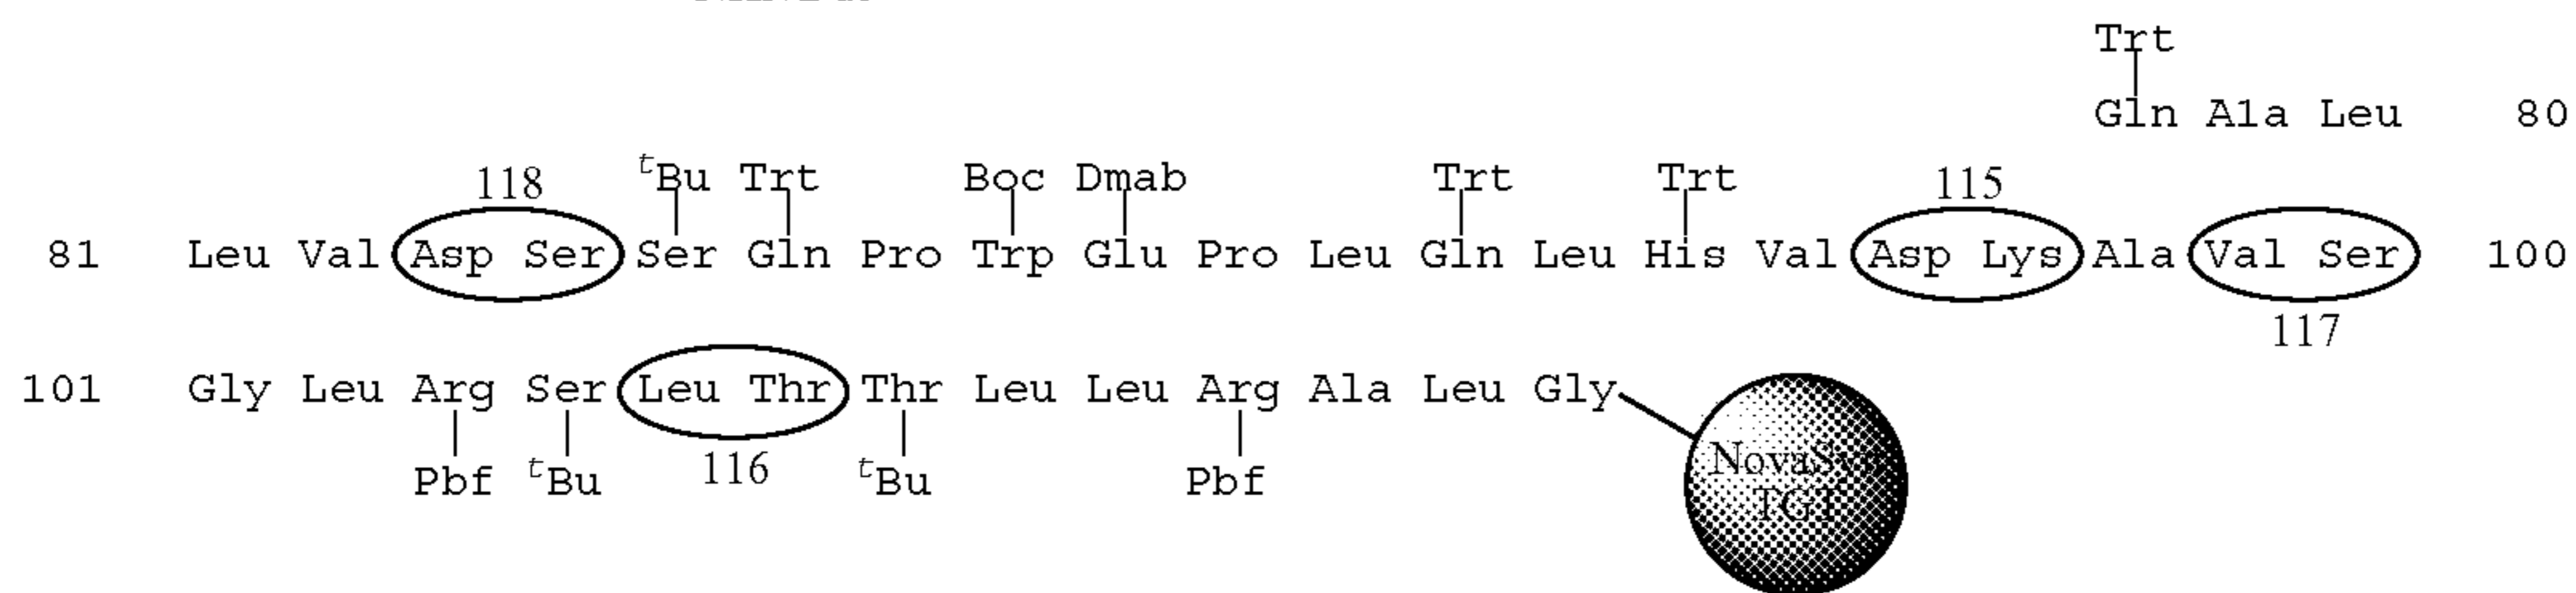 Trt
Gln Ala Leu 80
118 tBu Trt Boc Dmab Trt Trt 115
81 Leu Val Asp Ser Ser Gln Pro Trp Glu Pro Leu Gln Leu His Val Asp Lys Ala Val Ser 100
117
101 Gly Leu Arg Ser Leu Thr Thr Leu Leu Arg Ala Leu Gly
Pbf tBu 116 tBu Pbf